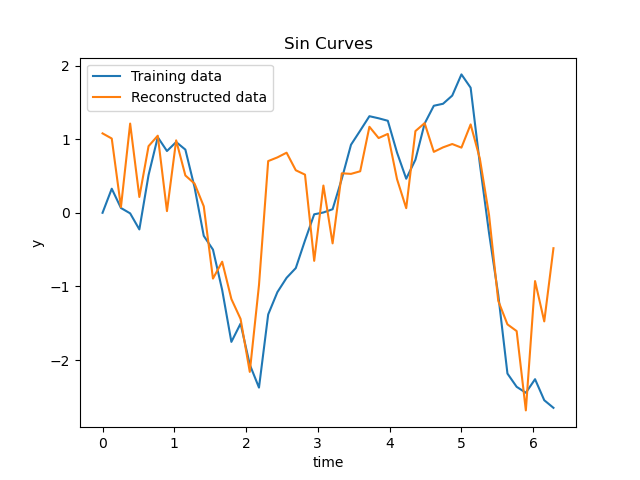 Sin Curves
Training data
Reconstructed data
2
1
0
−1
−2
y
0 1 2 3 4 5 6
time